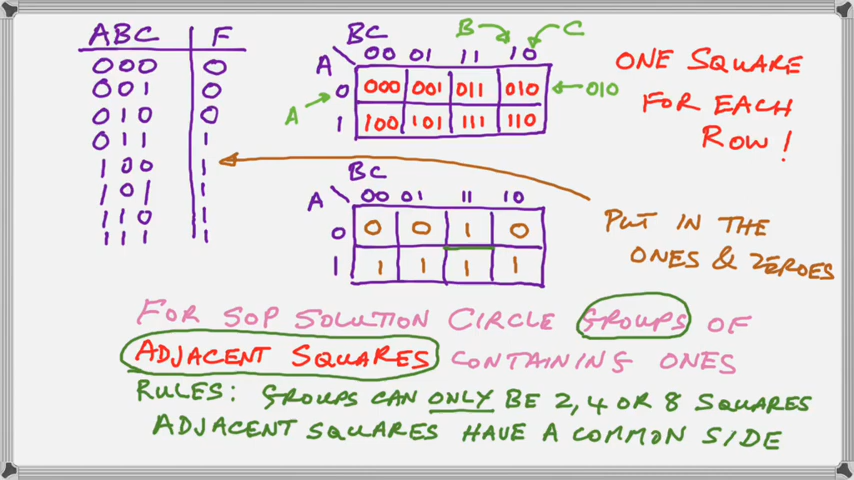 ABC F
000 0
001 0
010 0
011 1
100 1
101 1
110 1
111 1
B C
BC
A 00 01 11 10
A 0 000 001 011 010 010
1 100 101 111 110
ONE SQUARE
FOR EACH
ROW!
BC
A 00 01 11 10
0 0 0 1 0
1 1 1 1 1
PUT IN THE
ONES & ZEROES
FOR SOP SOLUTION CIRCLE GROUPS OF
ADJACENT SQUARES CONTAINING ONES
RULES: GROUPS CAN ONLY BE 2, 4 OR 8 SQUARES
ADJACENT SQUARES HAVE A COMMON SIDE